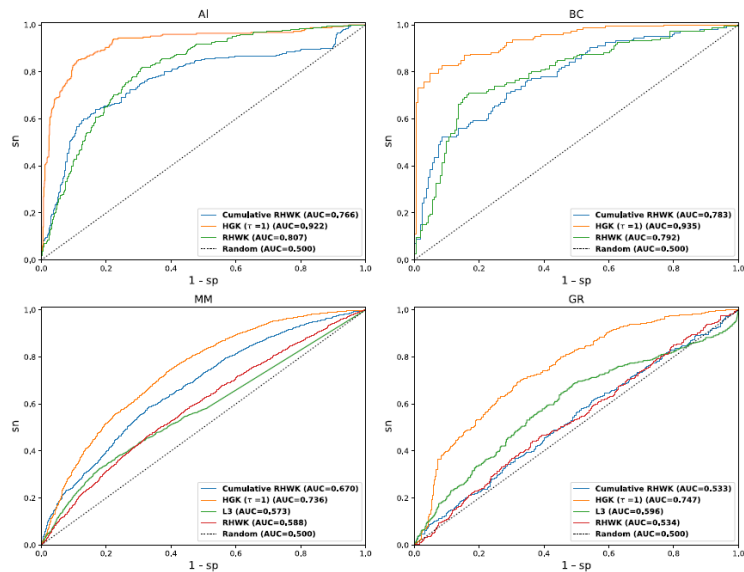 AI
BC
1,0
0,8
0,6
0,4
0,2
0,0
sn
Cumulative RHWK (AUC=0.766)
HGK (τ =1) (AUC=0,922)
RHWK (AUC=0.807)
Random (AUC=0.500)
0,0 0,2 0,4 0,6 0,8 1,0
1 – sp
1,0
0,8
0,6
0,4
0,2
0,0
sn
Cumulative RHWK (AUC=0.783)
HGK (τ =1) (AUC=0.935)
RHWK (AUC=0.792)
Random (AUC=0.500)
0,0 0,2 0,4 0,6 0,8 1,0
1 – sp
MM
GR
1,0
0,8
0,6
0,4
0,2
0,0
sn
Cumulative RHWK (AUC=0.670)
HGK (τ =1) (AUC=0.736)
L3 (AUC=0.573)
RHWK (AUC=0.588)
Random (AUC=0.500)
0,0 0,2 0,4 0,6 0,8 1,0
1 – sp
1,0
0,8
0,6
0,4
0,2
0,0
sn
Cumulative RHWK (AUC=0.533)
HGK (τ =1) (AUC=0.747)
L3 (AUC=0.596)
RHWK (AUC=0.534)
Random (AUC=0.500)
0,0 0,2 0,4 0,6 0,8 1,0
1 – sp